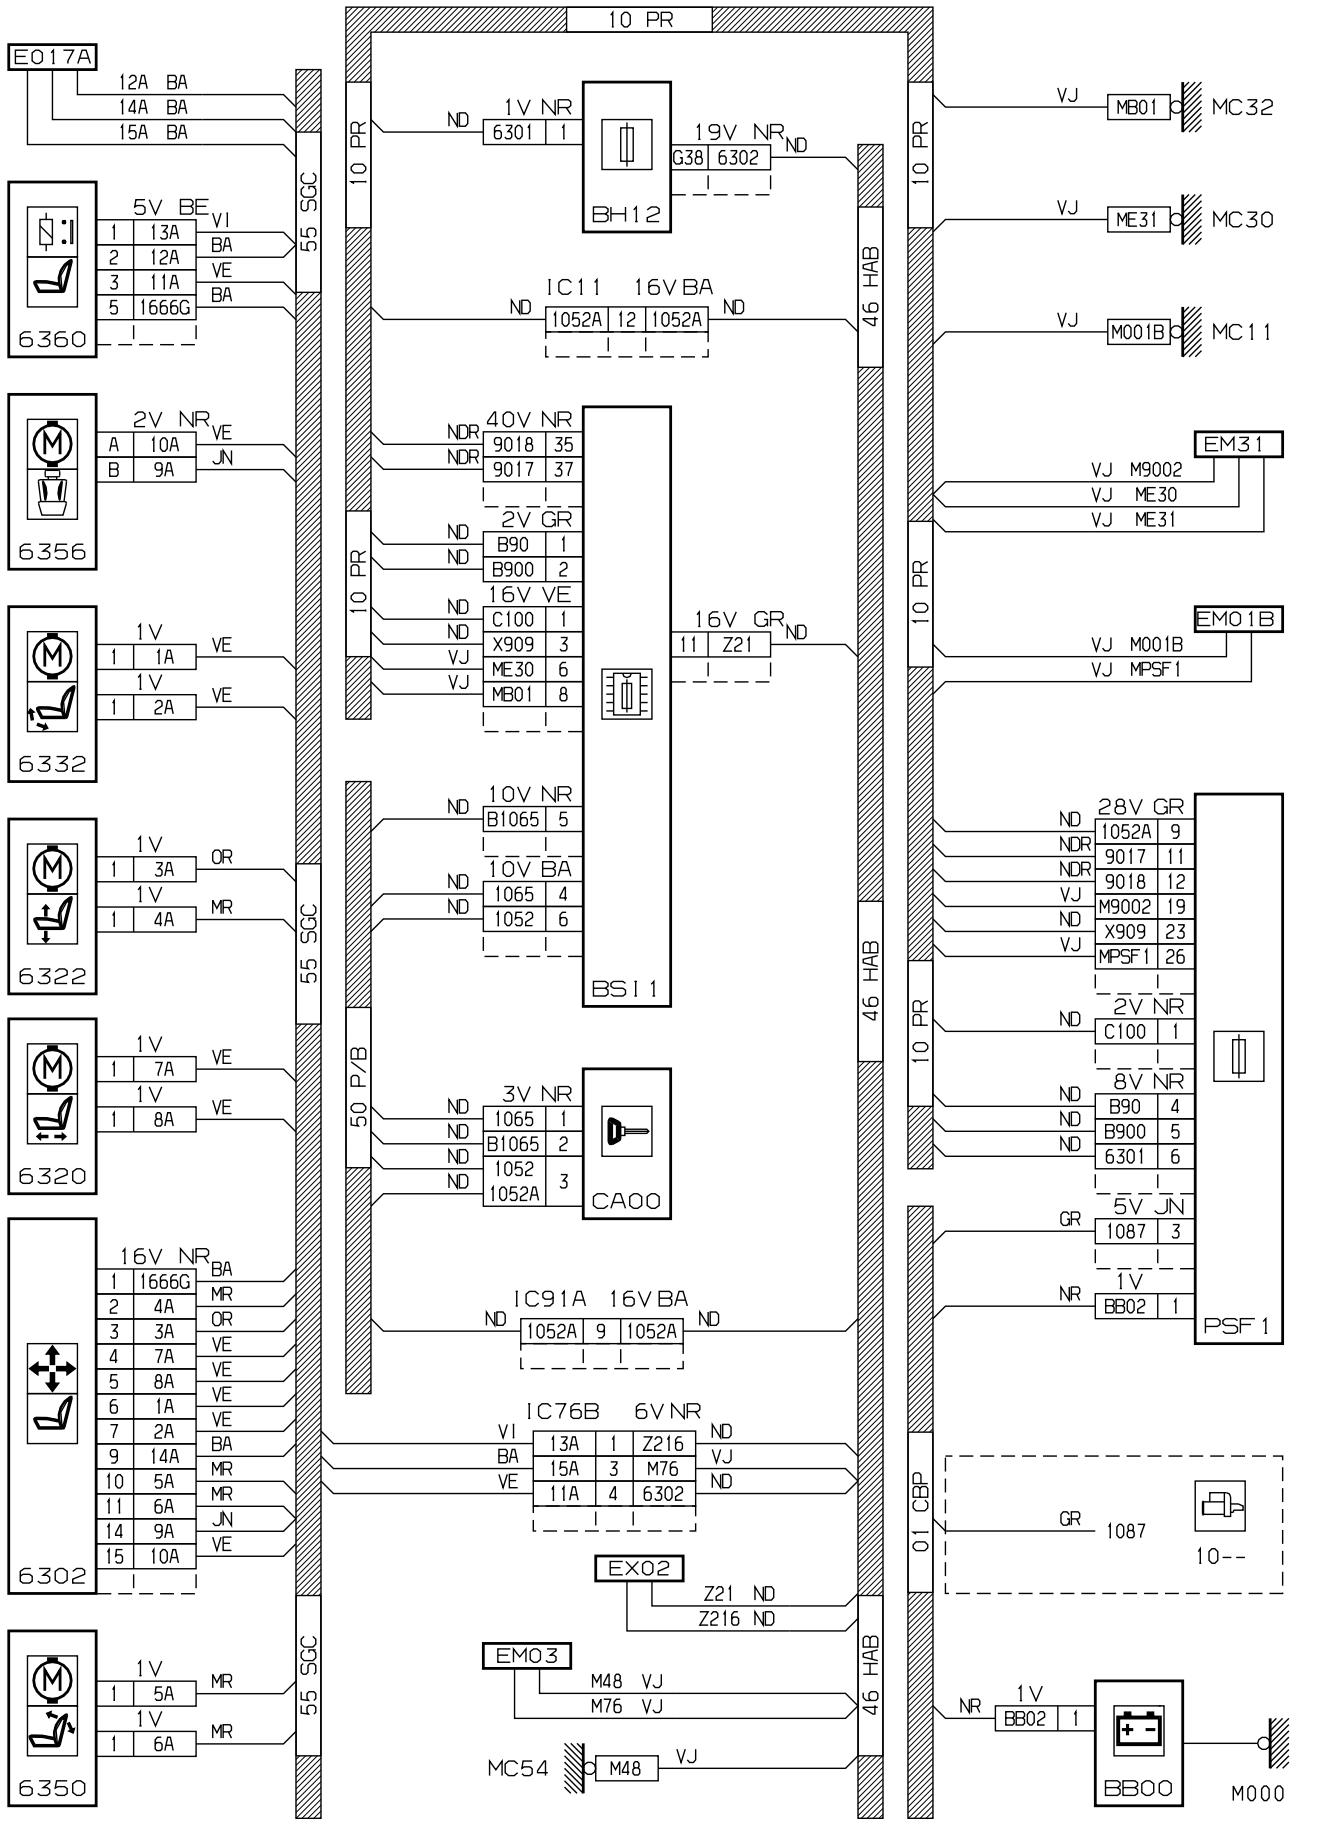 10 PR
E017A
12A BA
14A BA
15A BA
55 SGC
5V BE
1 13A VI
2 12A BA
3 11A VE
5 1666G BA
6360
2V NR
A 10A VE
B 9A JN
6356
1V
1 1A VE
1V
1 2A VE
6332
1V
1 3A OR
1V
1 4A MR
6322
55 SGC
1V
1 7A VE
1V
1 8A VE
6320
16V NR
1 1666G BA
2 4A MR
3 3A OR
4 7A VE
5 8A VE
6 1A VE
7 2A VE
9 14A BA
10 5A MR
11 6A MR
14 9A JN
15 10A VE
6302
55 SGC
1V
1 5A MR
1V
1 6A MR
6350
10 PR
1V NR
ND 6301 1
BH12
19V NR
G38 6302 ND
46 HAB
IC11 16V BA
ND 1052A 12 1052A ND
40V NR
NDR 9018 35
NDR 9017 37
2V GR
ND B90 1
ND B900 2
10 PR
16V VE
ND C100 1
ND X909 3
VJ ME30 6
VJ MB01 8
16V GR
11 Z21 ND
10V NR
ND B1065 5
10V BA
ND 1065 4
ND 1052 6
BSI1
46 HAB
50 P/B
3V NR
ND 1065 1
ND B1065 2
ND 1052
ND 1052A 3
CA00
IC91A 16V BA
ND 1052A 9 1052A ND
IC76B 6V NR
VI 13A 1 Z216 ND
BA 15A 3 M76 VJ
VE 11A 4 6302 ND
EX02
Z21 ND
Z216 ND
EM03
M48 VJ
M76 VJ
46 HAB
MC54 M48 VJ
10 PR
VJ MB01 MC32
VJ ME31 MC30
VJ M001B MC11
EM31
VJ M9002
VJ ME30
VJ ME31
10 PR
EM01B
VJ M001B
VJ MPSF1
28V GR
ND 1052A 9
NDR 9017 11
NDR 9018 12
VJ M9002 19
ND X909 23
VJ MPSF1 26
10 PR
2V NR
ND C100 1
8V NR
ND B90 4
ND B900 5
ND 6301 6
5V JN
GR 1087 3
1V
NR BB02 1
PSF1
01 CBP
GR 1087
10--
1V
NR BB02 1
BB00
M000